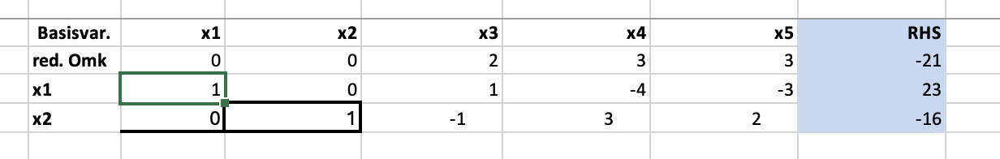 Basisvar. x1 x2 x3 x4 x5 RHS
red. Omk 0 0 2 3 3 -21
x1 1 0 1 -4 -3 23
x2 0 1 -1 3 2 -16